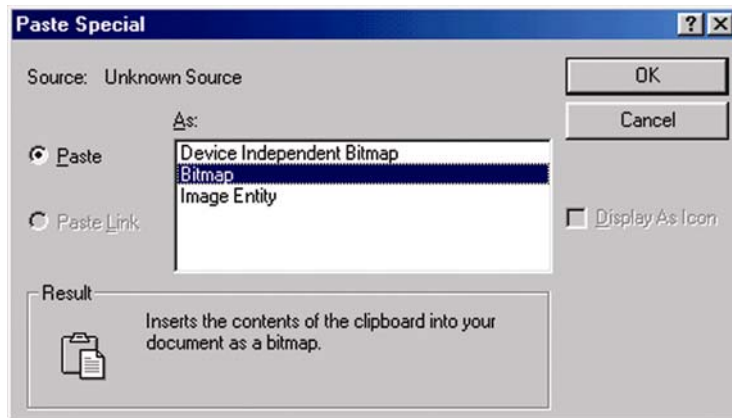 Paste Special
Source: Unknown Source
OK
Cancel
As:
Paste
Device Independent Bitmap
Bitmap
Image Entity
Paste Link
Display As Icon
Result
Inserts the contents of the clipboard into your
document as a bitmap.